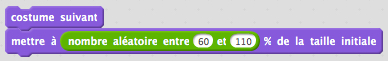 costume suivant
mettre à nombre aléatoire entre 60 et 110 % de la taille initiale